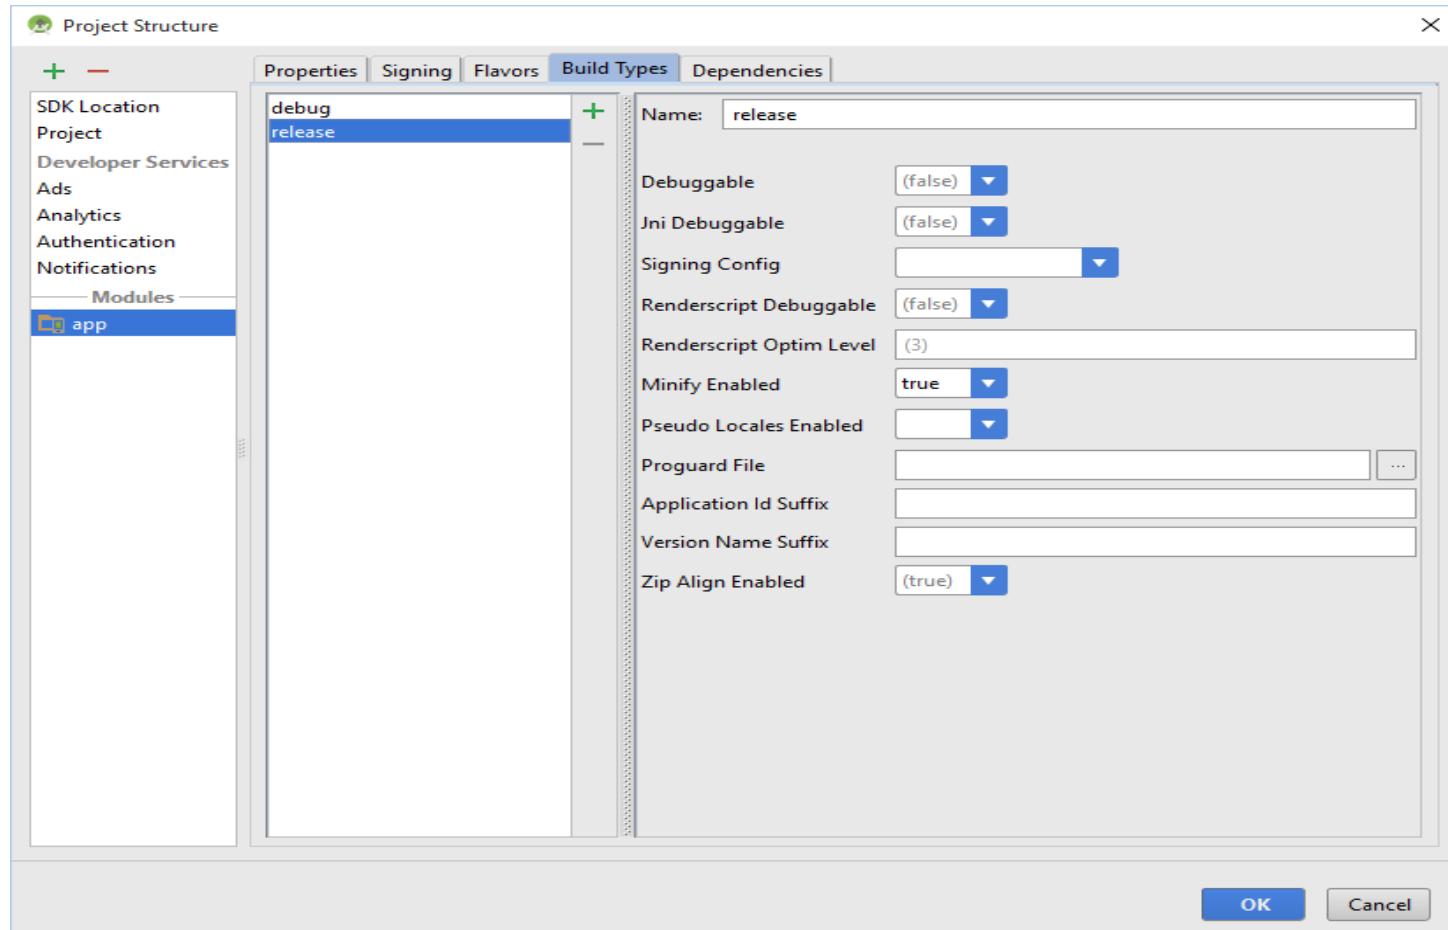 Project Structure
Properties Signing Flavors Build Types Dependencies
SDK Location
Project
Developer Services
Ads
Analytics
Authentication
Notifications
Modules
app
debug
release
Name: release
Debuggable (false)
Jni Debuggable (false)
Signing Config
Renderscript Debuggable (false)
Renderscript Optim Level (3)
Minify Enabled true
Pseudo Locales Enabled
Proguard File ...
Application Id Suffix
Version Name Suffix
Zip Align Enabled (true)
OK Cancel